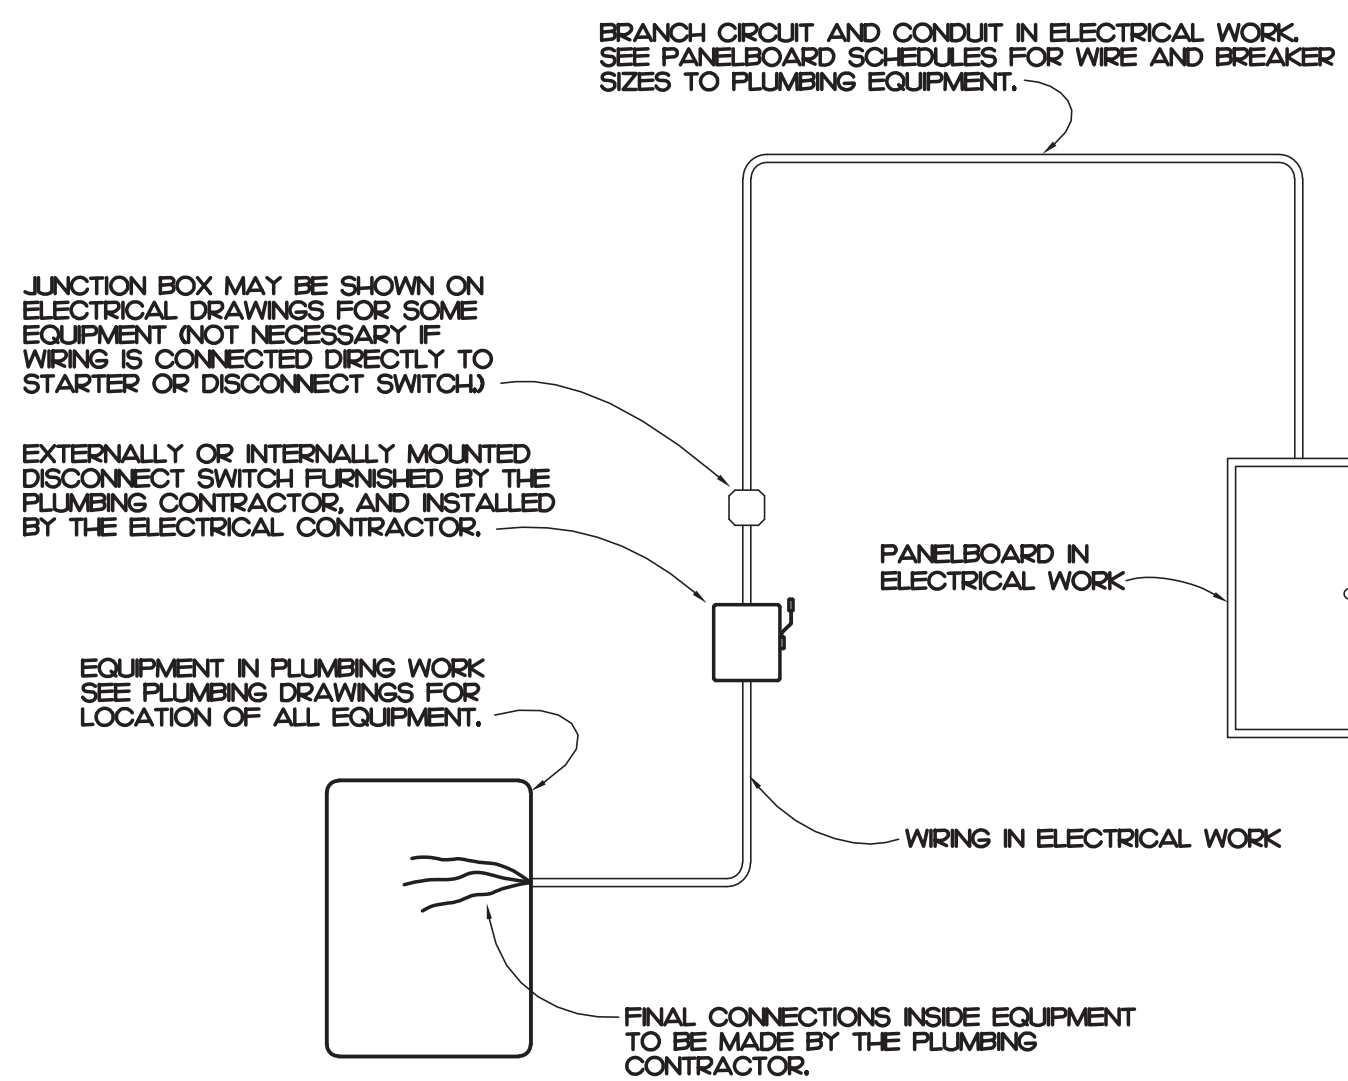 BRANCH CIRCUIT AND CONDUIT IN ELECTRICAL WORK.
SEE PANELBOARD SCHEDULES FOR WIRE AND BREAKER
SIZES TO PLUMBING EQUIPMENT.
JUNCTION BOX MAY BE SHOWN ON
ELECTRICAL DRAWINGS FOR SOME
EQUIPMENT (NOT NECESSARY IF
WIRING IS CONNECTED DIRECTLY TO
STARTER OR DISCONNECT SWITCH.)
EXTERNALLY OR INTERNALLY MOUNTED
DISCONNECT SWITCH FURNISHED BY THE
PLUMBING CONTRACTOR, AND INSTALLED
BY THE ELECTRICAL CONTRACTOR.
PANELBOARD IN
ELECTRICAL WORK
EQUIPMENT IN PLUMBING WORK
SEE PLUMBING DRAWINGS FOR
LOCATION OF ALL EQUIPMENT.
WIRING IN ELECTRICAL WORK
FINAL CONNECTIONS INSIDE EQUIPMENT
TO BE MADE BY THE PLUMBING
CONTRACTOR.